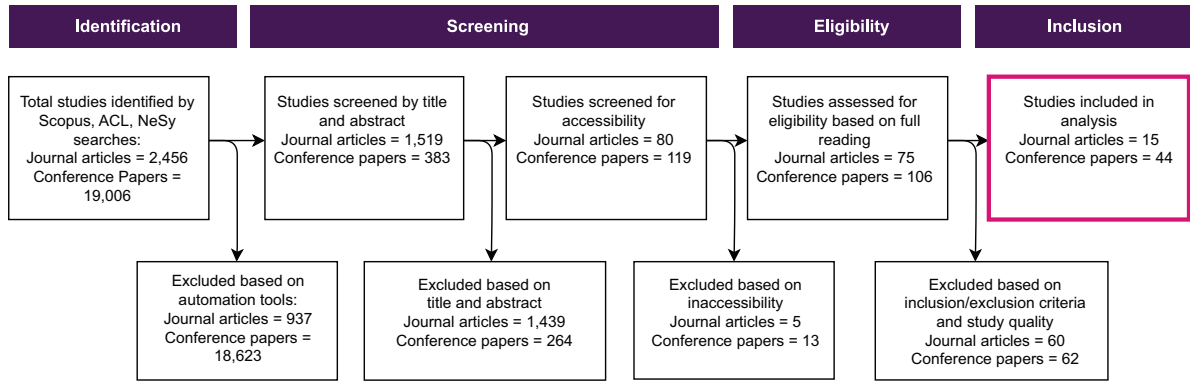 Identification
Screening
Eligibility
Inclusion
Total studies identified by
Scopus, ACL, NeSy
searches:
Journal articles = 2,456
Conference Papers =
19,006
Studies screened by title
and abstract
Journal articles = 1,519
Conference papers = 383
Studies screened for
accessibility
Journal articles = 80
Conference papers = 119
Studies assessed for
eligibility based on full
reading
Journal articles = 75
Conference papers = 106
Studies included in
analysis
Journal articles = 15
Conference papers = 44
Excluded based on
automation tools:
Journal articles = 937
Conference papers =
18,623
Excluded based on
title and abstract
Journal articles = 1,439
Conference papers = 264
Excluded based on
inaccessibility
Journal articles = 5
Conference papers = 13
Excluded based on
inclusion/exclusion criteria
and study quality
Journal articles = 60
Conference papers = 62